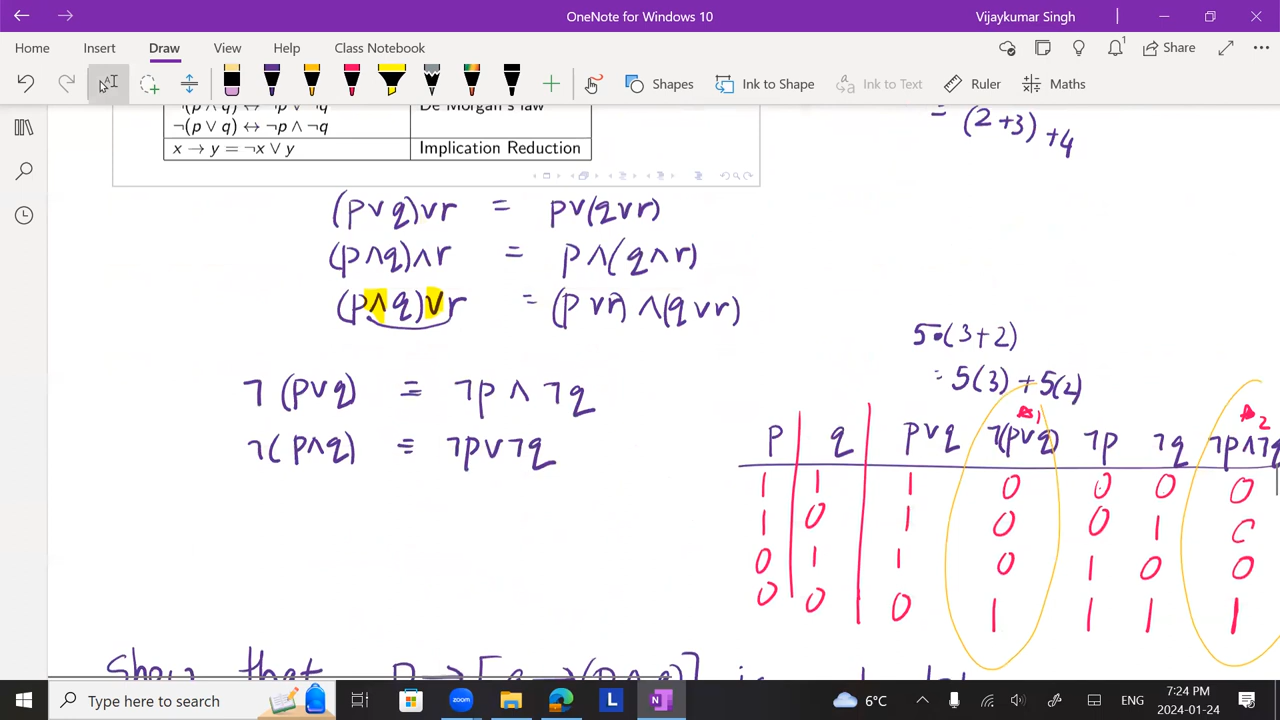 OneNote for Windows 10
Vijaykumar Singh
Home Insert Draw View Help Class Notebook Share
Shapes Ink to Shape Ink to Text Ruler Maths
¬(p ∧ q) ↔ ¬p ∨ ¬q De Morgan's law
¬(p ∨ q) ↔ ¬p ∧ ¬q
x → y = ¬x ∨ y Implication Reduction
= (2+3)+4
(p∨q)∨r = p∨(q∨r)
(p∧q)∧r = p∧(q∧r)
(p∧q)∨r = (p∨r)∧(q∨r)
5•(3+2)
= 5(3)+5(2)
¬(p∨q) ≡ ¬p∧¬q
¬(p∧q) ≡ ¬p∨¬q
1 2
p q p∨q ¬(p∨q) ¬p ¬q ¬p∧¬q
1 1 1 0 0 0 0
1 0 1 0 0 1 0
0 1 1 0 1 0 0
0 0 0 1 1 1 1
Show that
Type here to search
6°C
ENG
7:24 PM
2024-01-24